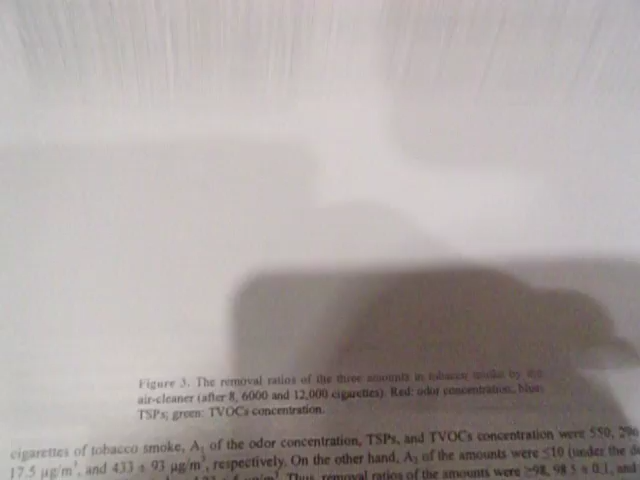 Figure 3. The removal ratios of the three amounts in tobacco smoke by the
air-cleaner (after 8, 6000 and 12,000 cigarettes). Red: odor concentration, blue:
TSPs; green: TVOCs concentration.
cigarettes of tobacco smoke, A₁ of the odor concentration, TSPs, and TVOCs concentration were 550,
17.5 μg/m³, and 433 ± 93 μg/m³, respectively. On the other hand, A₂ of the amounts were ≤10 (under the
Thus, removal ratios of the amounts were ≥98, 98.5 ± 0.1, and